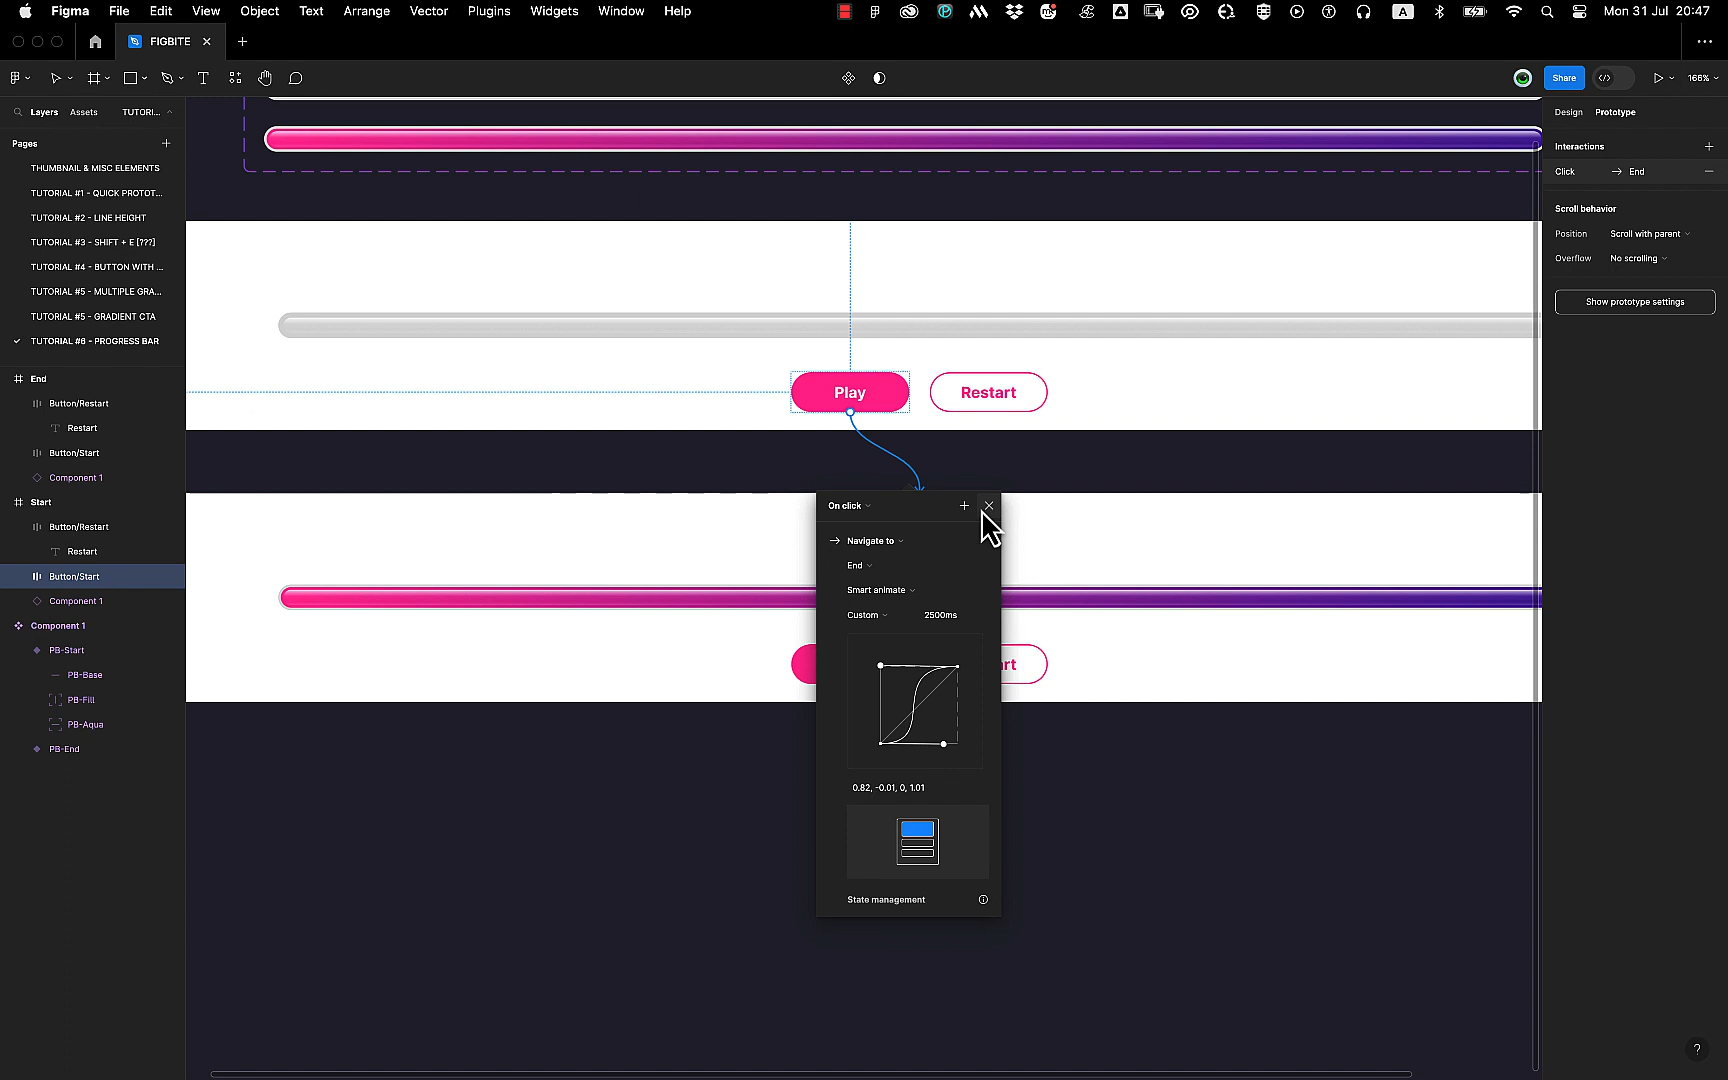 Figma File Edit View Object Text Arrange Vector Plugins Widgets Window Help
A
Mon 31 Jul 20:47
FIGBITE
Share
166%
Layers Assets TUTORI...
Pages
THUMBNAIL & MISC ELEMENTS
TUTORIAL #1 - QUICK PROTOT...
TUTORIAL #2 - LINE HEIGHT
TUTORIAL #3 - SHIFT + E [???]
TUTORIAL #4 - BUTTON WITH ...
TUTORIAL #5 - MULTIPLE GRA...
TUTORIAL #5 - GRADIENT CTA
TUTORIAL #6 - PROGRESS BAR
End
Button/Restart
Restart
Button/Start
Component 1
Start
Button/Restart
Restart
Button/Start
Component 1
Component 1
PB-Start
PB-Base
PB-Fill
PB-Aqua
PB-End
Play
Restart
rt
On click
Navigate to
End
Smart animate
Custom 2500ms
0.82, -0.01, 0, 1.01
State management
Design Prototype
Interactions
Click End
Scroll behavior
Position Scroll with parent
Overflow No scrolling
Show prototype settings
?